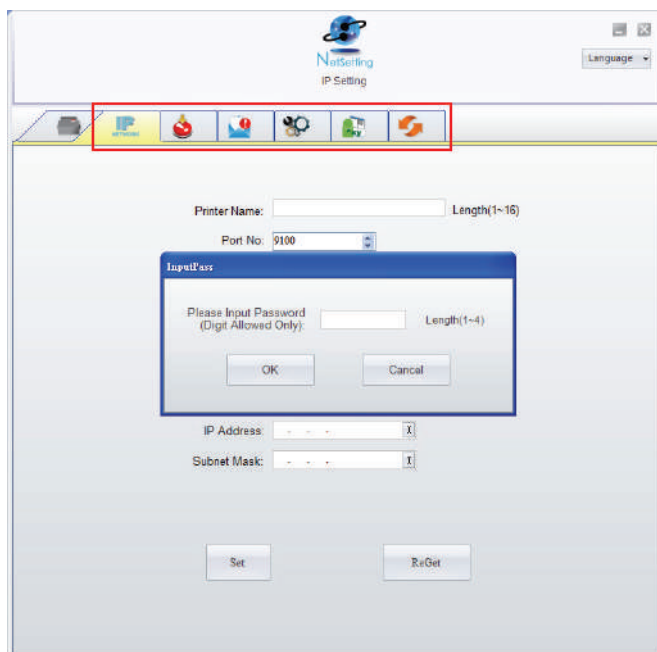 NetSetting
IP Setting
Language
IP
NETWORK
Printer Name: Length(1~16)
Port No: 9100
InputPass
Please Input Password
(Digit Allowed Only): Length(1~4)
OK Cancel
IP Address: . . .
Subnet Mask: . . .
Set ReGet